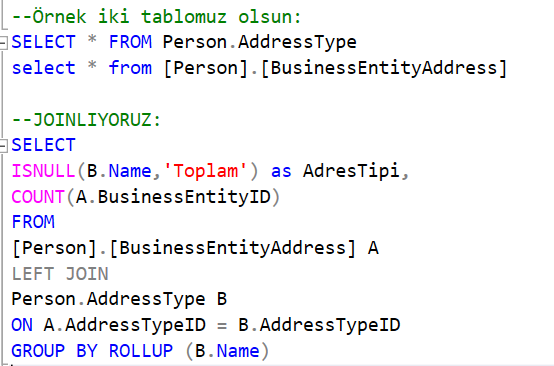 --Örnek iki tablomuz olsun:
SELECT * FROM Person.AddressType
select * from [Person].[BusinessEntityAddress]
--JOINLIYORUZ:
SELECT
ISNULL(B.Name,'Toplam') as AdresTipi,
COUNT(A.BusinessEntityID)
FROM
[Person].[BusinessEntityAddress] A
LEFT JOIN
Person.AddressType B
ON A.AddressTypeID = B.AddressTypeID
GROUP BY ROLLUP (B.Name)